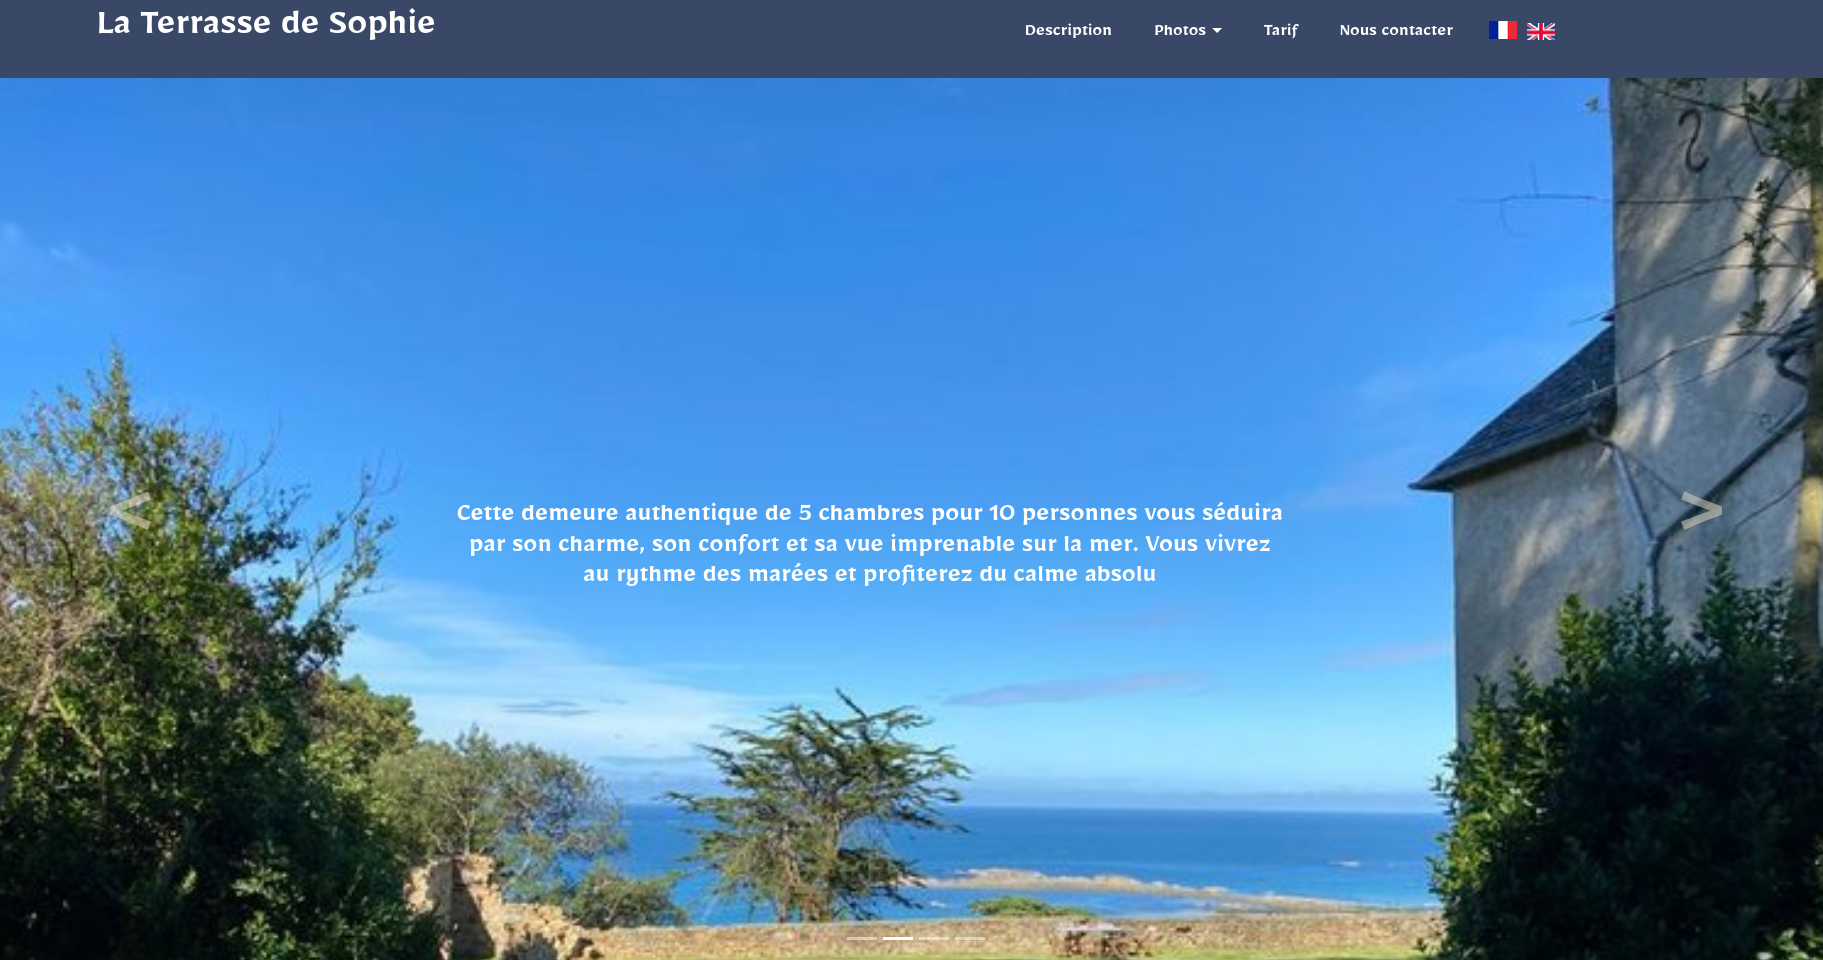 La Terrasse de Sophie
Description Photos Tarif Nous contacter
< >
Cette demeure authentique de 5 chambres pour 10 personnes vous séduira
par son charme, son confort et sa vue imprenable sur la mer. Vous vivrez
au rythme des marées et profiterez du calme absolu